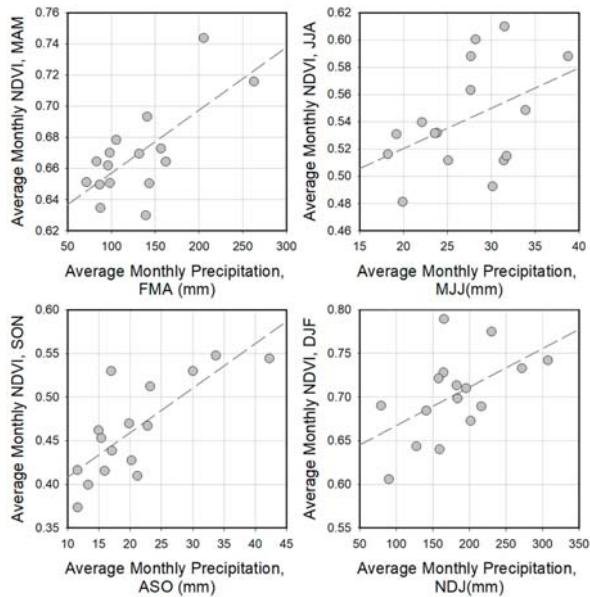 0.76
0.74
0.72
0.70
0.68
0.66
0.64
0.62
Average Monthly NDVI, MAM
50 100 150 200 250 300
Average Monthly Precipitation,
FMA (mm)
0.62
0.60
0.58
0.56
0.54
0.52
0.50
0.48
0.46
Average Monthly NDVI, JJA
15 20 25 30 35 40
Average Monthly Precipitation,
MJJ(mm)
0.60
0.55
0.50
0.45
0.40
0.35
Average Monthly NDVI, SON
10 15 20 25 30 35 40 45
Average Monthly Precipitation,
ASO (mm)
0.80
0.75
0.70
0.65
0.60
0.55
Average Monthly NDVI, DJF
50 100 150 200 250 300 350
Average Monthly Precipitation,
NDJ(mm)